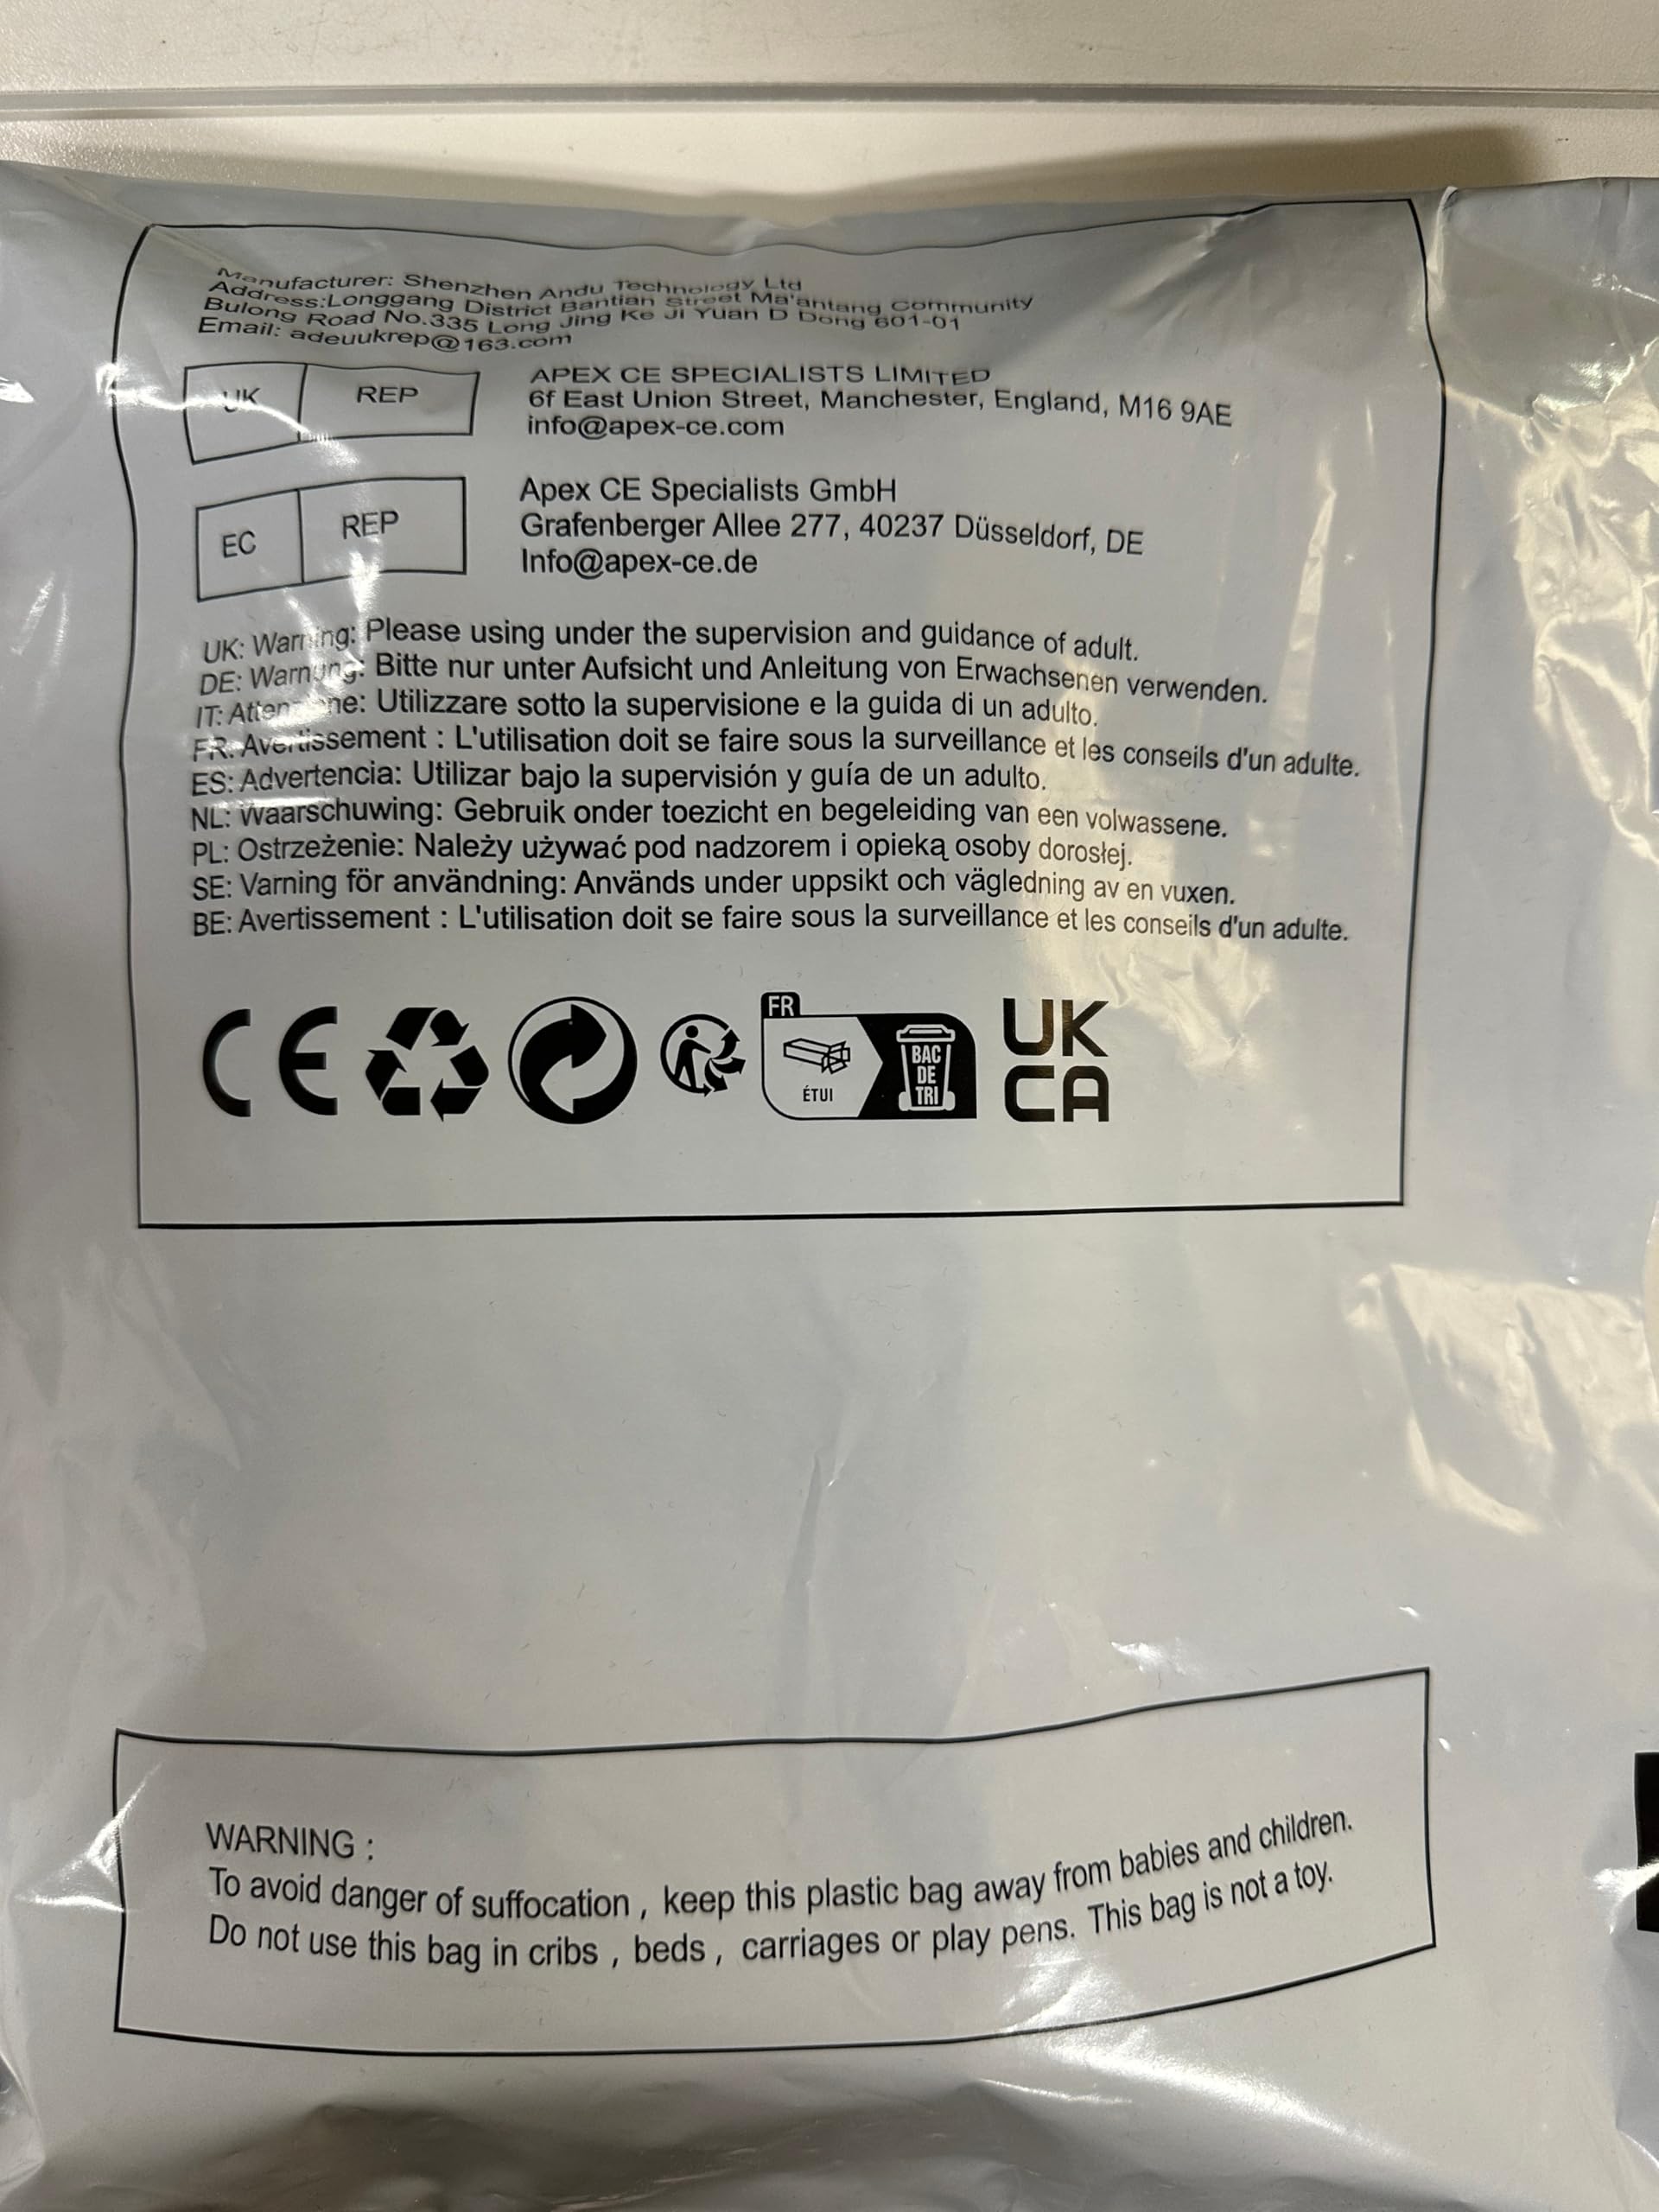 Manufacturer: Shenzhen Andu Technology Ltd
Address:Longgang District Bantian Street Ma'antang Community
Bulong Road No.335 Long Jing Ke Ji Yuan D Dong 601-01
Email: adeuukrep@163.com
UK REP
APEX CE SPECIALISTS LIMITED
6f East Union Street, Manchester, England, M16 9AE
info@apex-ce.com
EC REP
Apex CE Specialists GmbH
Grafenberger Allee 277, 40237 Düsseldorf, DE
Info@apex-ce.de
UK: Warning: Please using under the supervision and guidance of adult.
DE: Warnung: Bitte nur unter Aufsicht und Anleitung von Erwachsenen verwenden.
IT: Attenzione: Utilizzare sotto la supervisione e la guida di un adulto.
FR: Avertissement : L'utilisation doit se faire sous la surveillance et les conseils d'un adulte.
ES: Advertencia: Utilizar bajo la supervisión y guía de un adulto.
NL: Waarschuwing: Gebruik onder toezicht en begeleiding van een volwassene.
PL: Ostrzeżenie: Należy używać pod nadzorem i opieką osoby dorosłej.
SE: Varning för användning: Används under uppsikt och vägledning av en vuxen.
BE: Avertissement : L'utilisation doit se faire sous la surveillance et les conseils d'un adulte.
CE
FR
ÉTUI
BAC
DE
TRI
UK
CA
WARNING :
To avoid danger of suffocation , keep this plastic bag away from babies and children.
Do not use this bag in cribs , beds , carriages or play pens. This bag is not a toy.